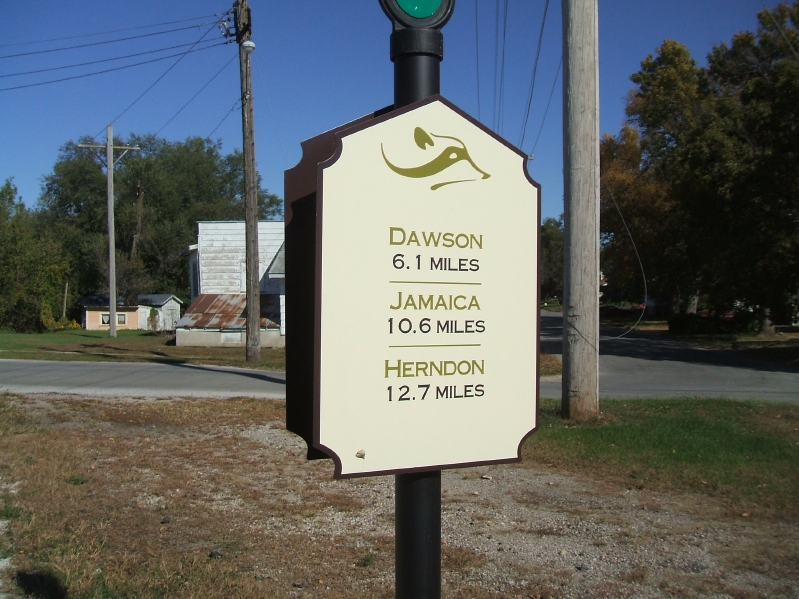 DAWSON
6.1 MILES
JAMAICA
10.6 MILES
HERNDON
12.7 MILES